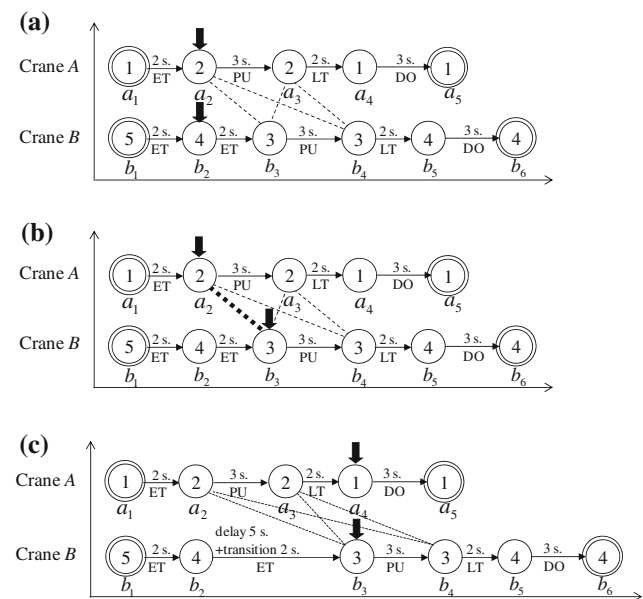 (a)
2 s. 3 s. 2 s. 3 s.
Crane A 1 2 2 1 1
ET PU LT DO
a1 a2 a3 a4 a5
2 s. 2 s. 3 s. 2 s. 3 s.
Crane B 5 4 3 3 4 4
ET ET PU LT DO
b1 b2 b3 b4 b5 b6
(b)
2 s. 3 s. 2 s. 3 s.
Crane A 1 2 2 1 1
ET PU LT DO
a1 a2 a3 a4 a5
2 s. 2 s. 3 s. 2 s. 3 s.
Crane B 5 4 3 3 4 4
ET ET PU LT DO
b1 b2 b3 b4 b5 b6
(c)
2 s. 3 s. 2 s. 3 s.
Crane A 1 2 2 1 1
ET PU LT DO
a1 a2 a3 a4 a5
delay 5 s.
2 s. +transition 2 s. 3 s. 2 s. 3 s.
Crane B 5 4 3 3 4 4
ET ET PU LT DO
b1 b2 b3 b4 b5 b6